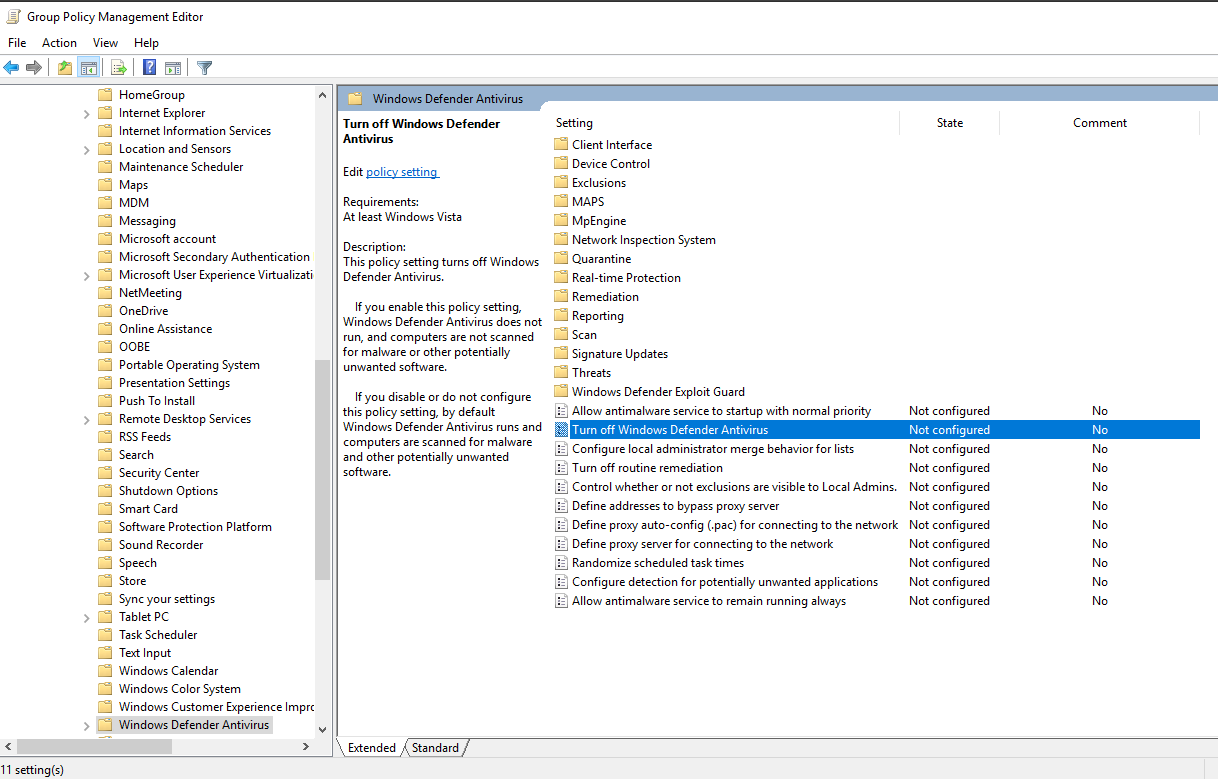 Group Policy Management Editor
File Action View Help
HomeGroup
Internet Explorer
Internet Information Services
Location and Sensors
Maintenance Scheduler
Maps
MDM
Messaging
Microsoft account
Microsoft Secondary Authentication
Microsoft User Experience Virtualizati
NetMeeting
OneDrive
Online Assistance
OOBE
Portable Operating System
Presentation Settings
Push To Install
Remote Desktop Services
RSS Feeds
Search
Security Center
Shutdown Options
Smart Card
Software Protection Platform
Sound Recorder
Speech
Store
Sync your settings
Tablet PC
Task Scheduler
Text Input
Windows Calendar
Windows Color System
Windows Customer Experience Impro
Windows Defender Antivirus
Windows Defender Antivirus
Turn off Windows Defender
Antivirus
Edit policy setting
Requirements:
At least Windows Vista
Description:
This policy setting turns off Windows
Defender Antivirus.
If you enable this policy setting,
Windows Defender Antivirus does not
run, and computers are not scanned
for malware or other potentially
unwanted software.
If you disable or do not configure
this policy setting, by default
Windows Defender Antivirus runs and
computers are scanned for malware
and other potentially unwanted
software.
Setting State Comment
Client Interface
Device Control
Exclusions
MAPS
MpEngine
Network Inspection System
Quarantine
Real-time Protection
Remediation
Reporting
Scan
Signature Updates
Threats
Windows Defender Exploit Guard
Allow antimalware service to startup with normal priority Not configured No
Turn off Windows Defender Antivirus Not configured No
Configure local administrator merge behavior for lists Not configured No
Turn off routine remediation Not configured No
Control whether or not exclusions are visible to Local Admins. Not configured No
Define addresses to bypass proxy server Not configured No
Define proxy auto-config (.pac) for connecting to the network Not configured No
Define proxy server for connecting to the network Not configured No
Randomize scheduled task times Not configured No
Configure detection for potentially unwanted applications Not configured No
Allow antimalware service to remain running always Not configured No
Extended Standard
11 setting(s)